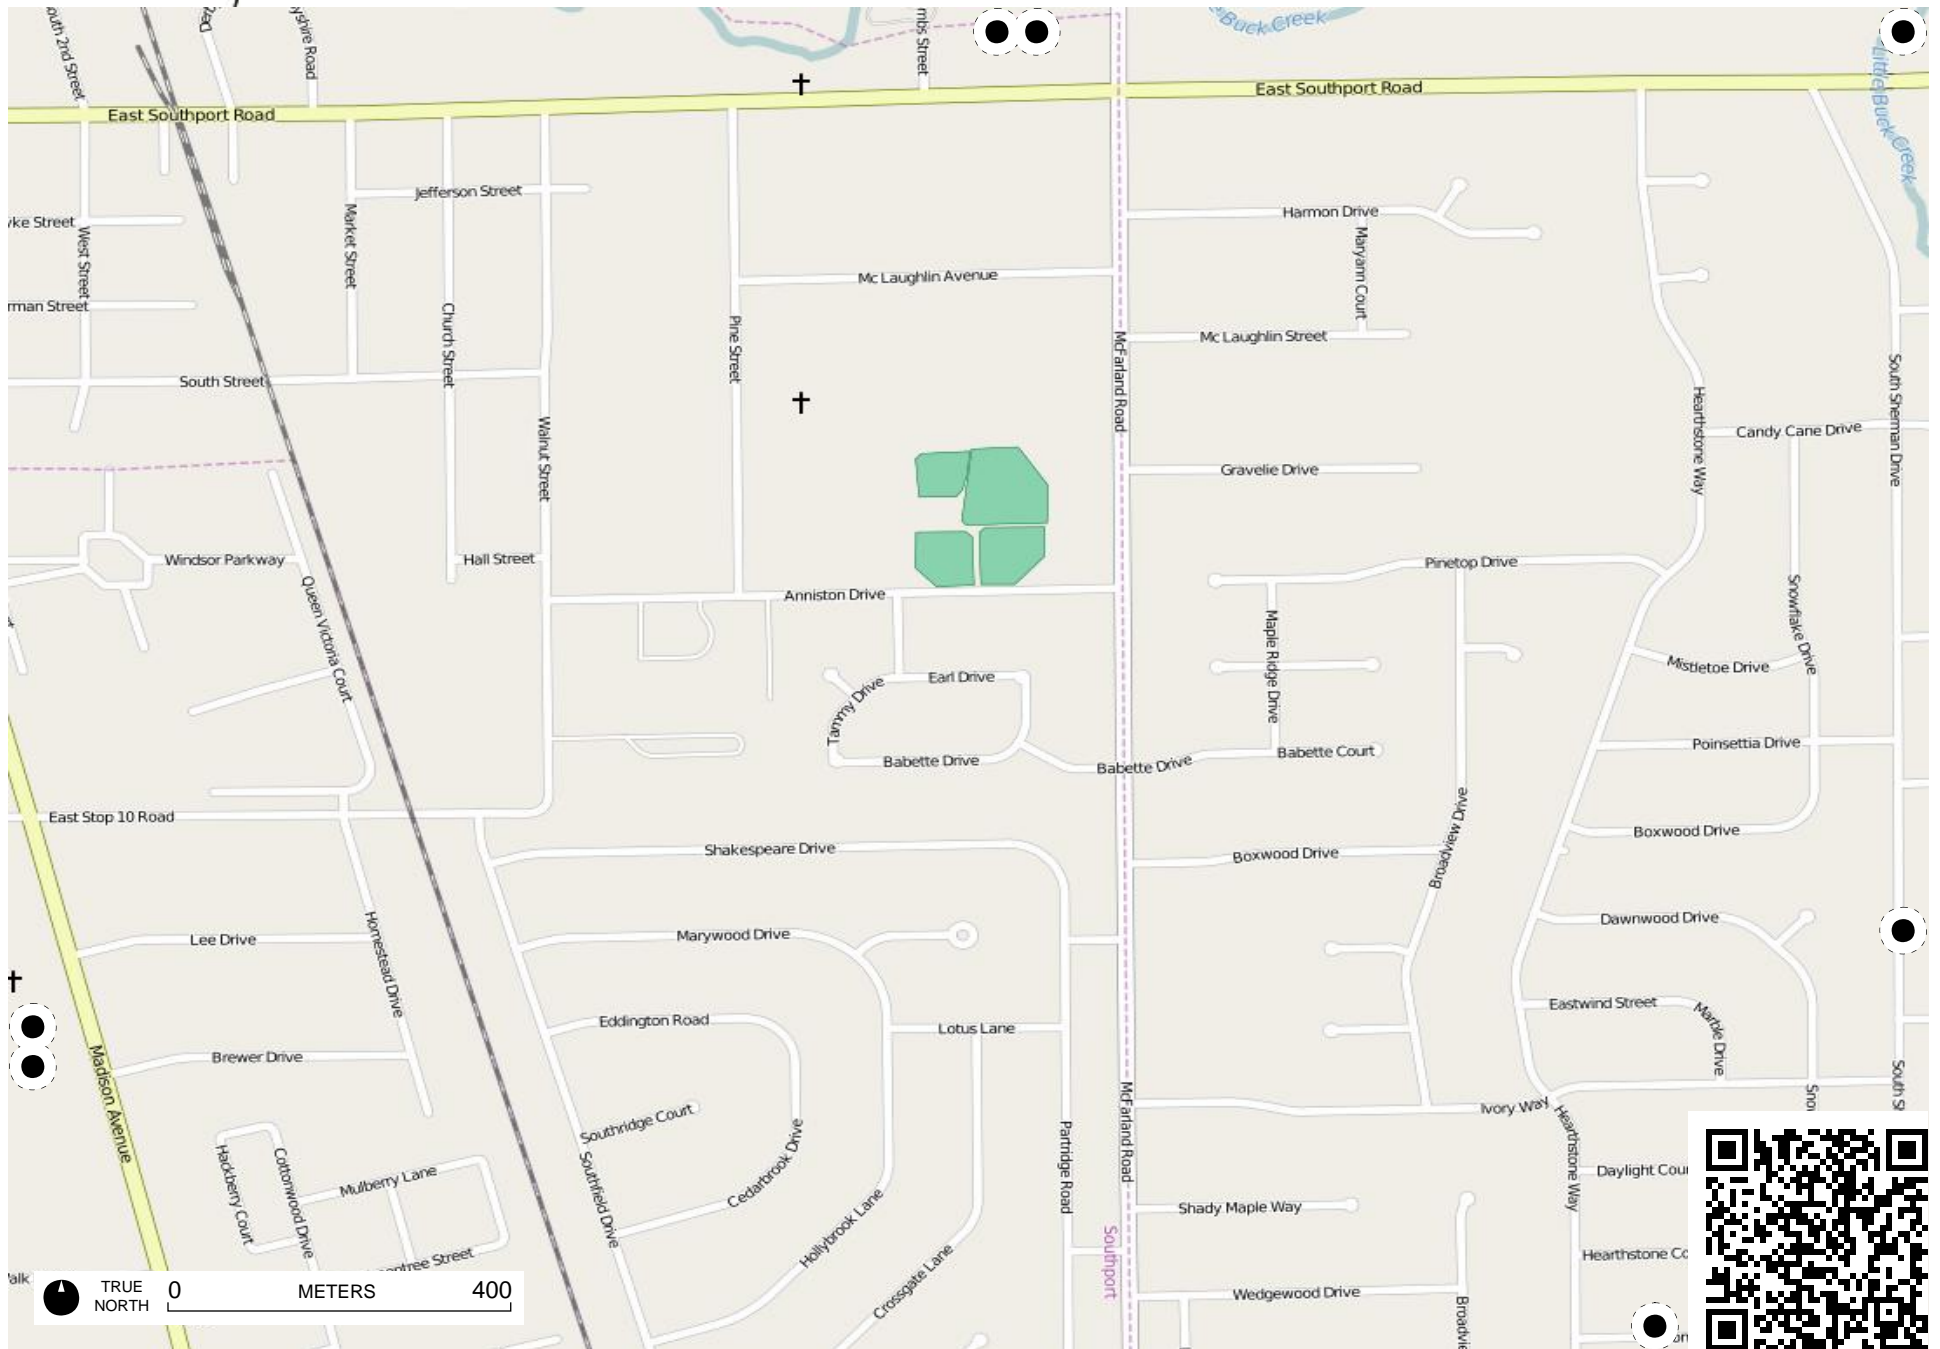 Buck Creek
East Southport Road
East Southport Road
Little Buck Creek
Jefferson Street
Market Street
West Street
Church Street
South Street
Walnut Street
Pine Street
Mc Laughlin Avenue
McFarland Road
Harmon Drive
Maryann Court
Mc Laughlin Street
Gravelie Drive
Hearthstone Way
Candy Cane Drive
South Sherman Drive
Windsor Parkway
Queen Victoria Court
Hall Street
Anniston Drive
Pinetop Drive
Maple Ridge Drive
Snowflake Drive
Mistletoe Drive
Tammy Drive
Earl Drive
Babette Drive
Babette Drive
Babette Court
Poinsettia Drive
Broadview Drive
Boxwood Drive
Boxwood Drive
East Stop 10 Road
Shakespeare Drive
Lee Drive
Homestead Drive
Marywood Drive
Dawnwood Drive
Eddington Road
Lotus Lane
Eastwind Street
Marble Drive
Madison Avenue
Brewer Drive
Southridge Court
Southfield Drive
Cedarbrook Drive
Hollybrook Lane
Crossgate Lane
Partridge Road
McFarland Road
Ivory Way
Hearthstone Way
Hackberry Court
Cottonwood Drive
Mulberry Lane
Shady Maple Way
Wedgewood Drive
Southport
TRUE
NORTH
0 METERS 400